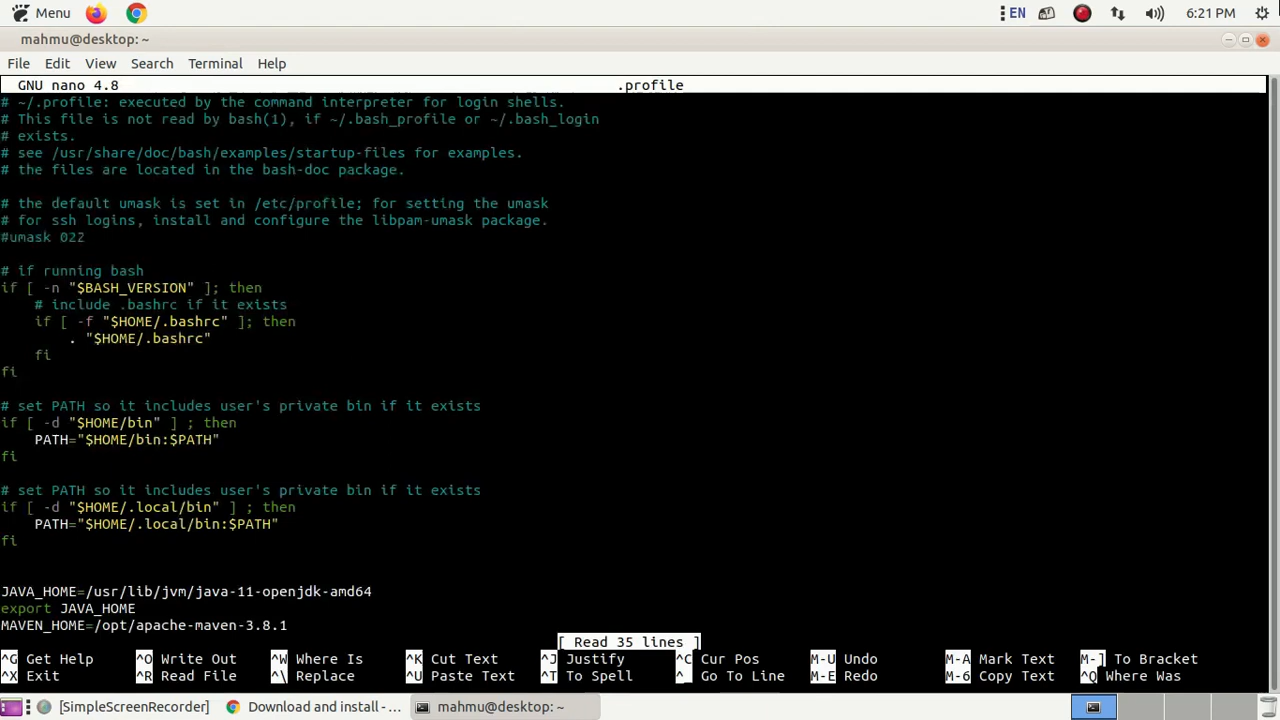 Menu EN 6:21 PM
mahmu@desktop: ~
File Edit View Search Terminal Help
GNU nano 4.8 .profile
# ~/.profile: executed by the command interpreter for login shells.
# This file is not read by bash(1), if ~/.bash_profile or ~/.bash_login
# exists.
# see /usr/share/doc/bash/examples/startup-files for examples.
# the files are located in the bash-doc package.
# the default umask is set in /etc/profile; for setting the umask
# for ssh logins, install and configure the libpam-umask package.
#umask 022
# if running bash
if [ -n "$BASH_VERSION" ]; then
# include .bashrc if it exists
if [ -f "$HOME/.bashrc" ]; then
. "$HOME/.bashrc"
fi
fi
# set PATH so it includes user's private bin if it exists
if [ -d "$HOME/bin" ] ; then
PATH="$HOME/bin:$PATH"
fi
# set PATH so it includes user's private bin if it exists
if [ -d "$HOME/.local/bin" ] ; then
PATH="$HOME/.local/bin:$PATH"
fi
JAVA_HOME=/usr/lib/jvm/java-11-openjdk-amd64
export JAVA_HOME
MAVEN_HOME=/opt/apache-maven-3.8.1
[ Read 35 lines ]
^G Get Help ^O Write Out ^W Where Is ^K Cut Text ^J Justify ^C Cur Pos M-U Undo M-A Mark Text M-] To Bracket
^X Exit ^R Read File ^\ Replace ^U Paste Text ^T To Spell ^_ Go To Line M-E Redo M-6 Copy Text ^Q Where Was
[SimpleScreenRecorder] Download and install - ... mahmu@desktop: ~